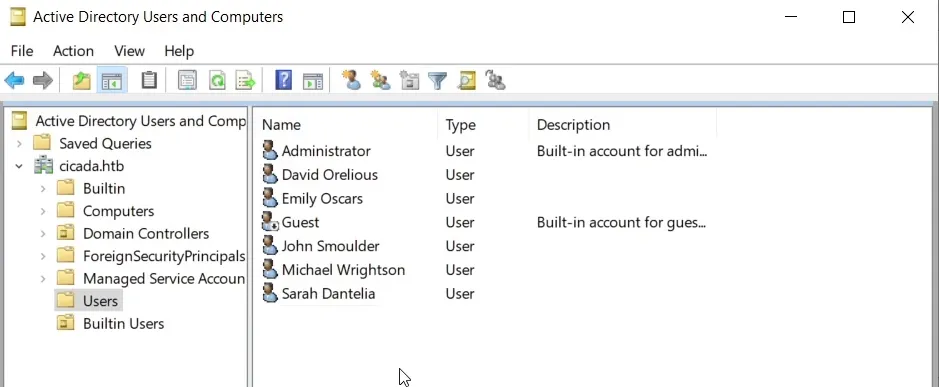 Active Directory Users and Computers
File Action View Help
Active Directory Users and Comp
Saved Queries
cicada.htb
Builtin
Computers
Domain Controllers
ForeignSecurityPrincipals
Managed Service Accoun
Users
Builtin Users
Name Type Description
Administrator User Built-in account for admi...
David Orelious User
Emily Oscars User
Guest User Built-in account for gues...
John Smoulder User
Michael Wrightson User
Sarah Dantelia User